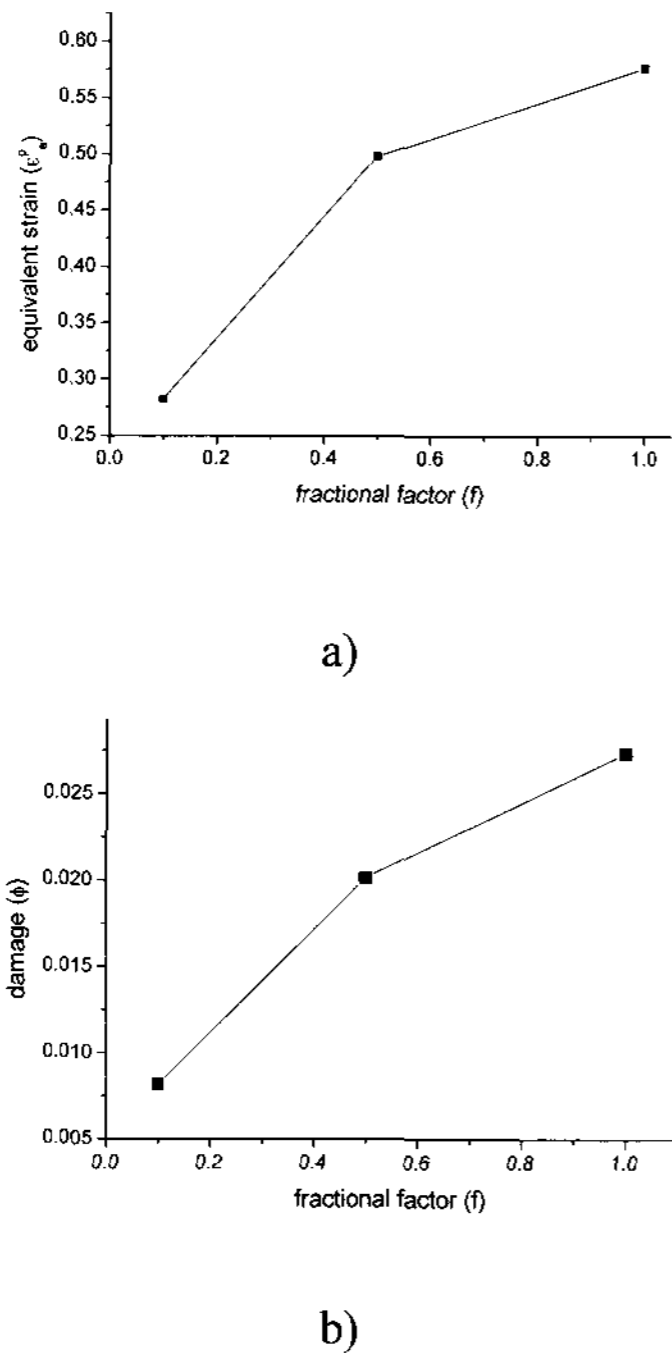 0.60
0.55
0.50
0.45
0.40
0.35
0.30
0.25
equivalent strain (εᵖₑ)
0.0 0.2 0.4 0.6 0.8 1.0
fractional factor (f)
a)
0.025
0.020
0.015
0.010
0.005
damage (ϕ)
0.0 0.2 0.4 0.6 0.8 1.0
fractional factor (f)
b)